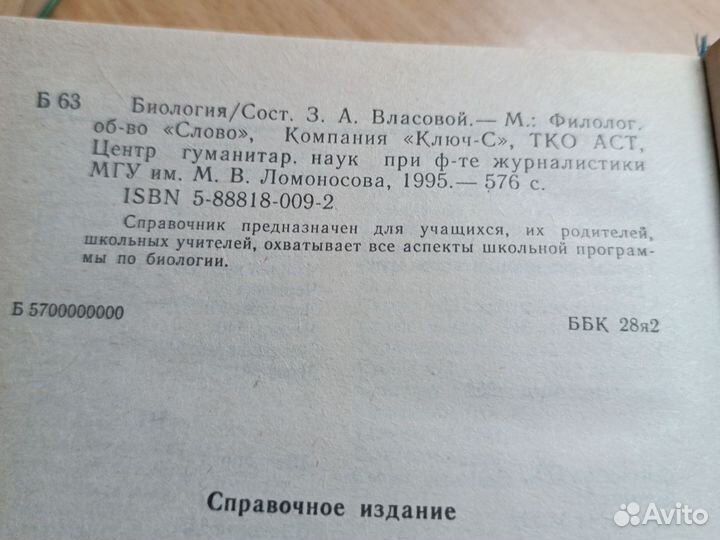 Б 63 Биология/Сост. З. А. Власовой.— М.: Филолог.
об-во «Слово», Компания «Ключ-С», ТКО АСТ,
Центр гуманитар. наук при ф-те журналистики
МГУ им. М. В. Ломоносова, 1995.— 576 с.
ISBN 5-88818-009-2
Справочник предназначен для учащихся, их родителей,
школьных учителей, охватывает все аспекты школьной програм-
мы по биологии.
Б 5700000000
ББК 28я2
Справочное издание
Avito